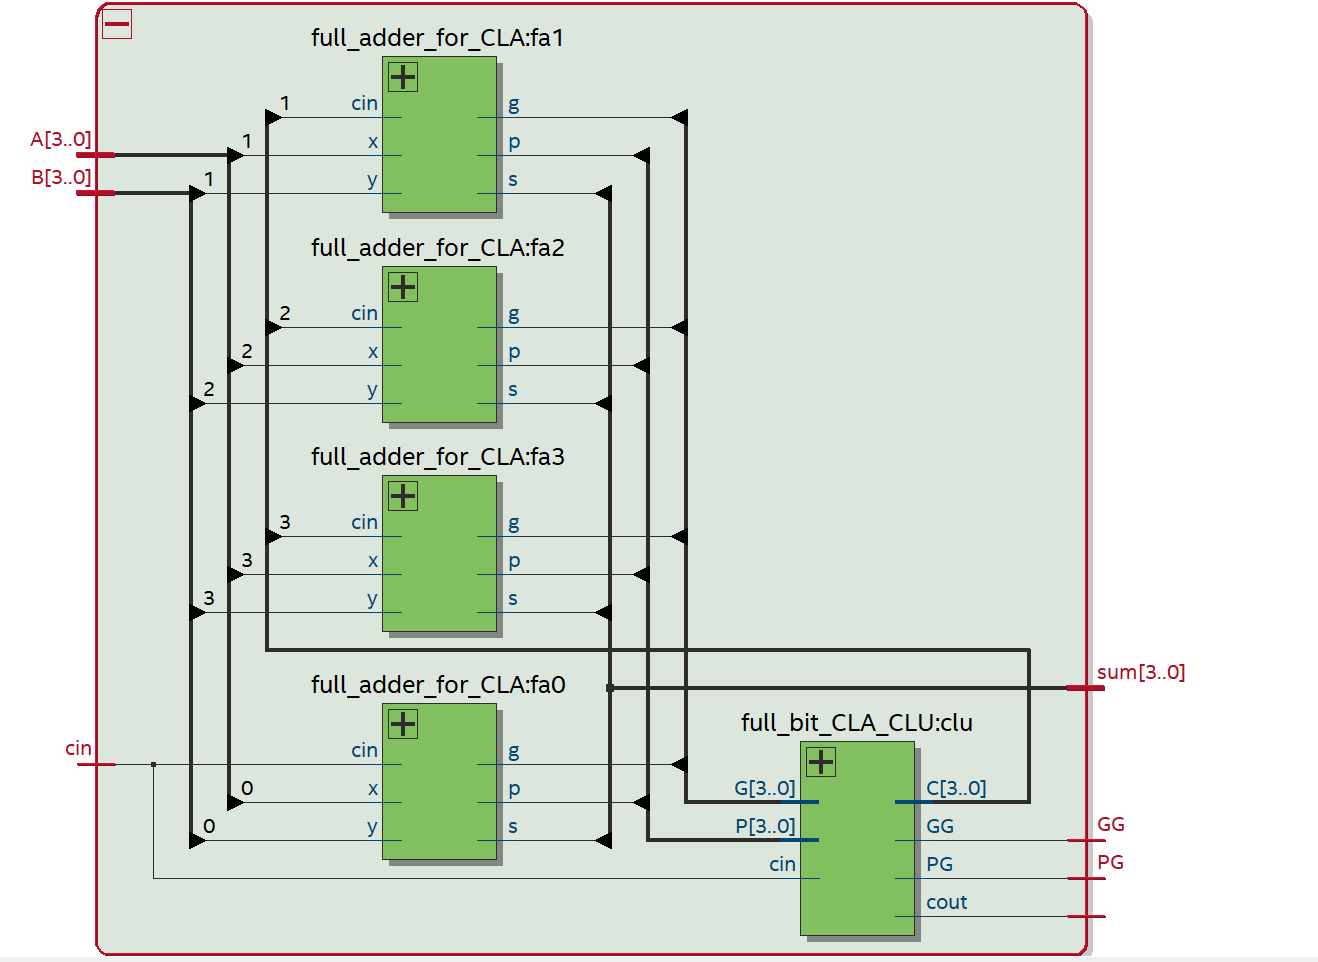 full_adder_for_CLA:fa1
1 cin g
A[3..0] 1 x p
B[3..0] 1 y s
full_adder_for_CLA:fa2
2 cin g
2 x p
2 y s
full_adder_for_CLA:fa3
3 cin g
3 x p
3 y s
sum[3..0]
full_adder_for_CLA:fa0
full_bit_CLA_CLU:clu
cin cin g
0 x p G[3..0] C[3..0]
0 y s P[3..0] GG GG
cin PG PG
cout